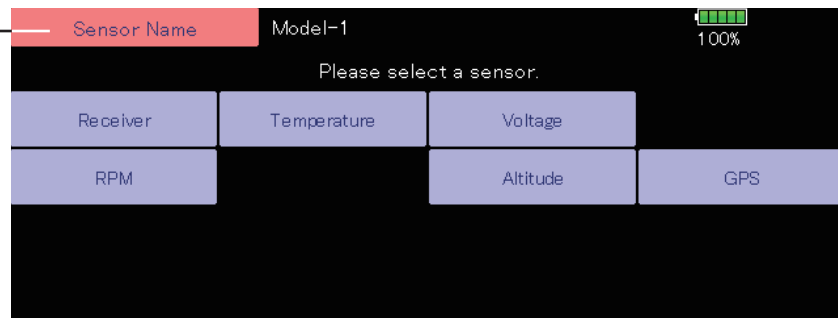 Sensor Name Model-1
100%
Please select a sensor.
Receiver Temperature Voltage
RPM Altitude GPS